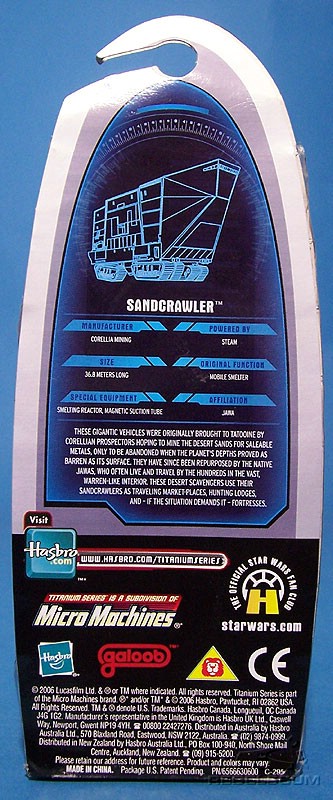 SANDCRAWLER™
MANUFACTURER
POWERED BY
CORELLIA MINING
STEAM
SIZE
ORIGINAL FUNCTION
36.8 METERS LONG
MOBILE SMELTER
SPECIAL EQUIPMENT
AFFILIATION
SMELTING REACTOR, MAGNETIC SUCTION TUBE
JAWA
THESE GIGANTIC VEHICLES WERE ORIGINALLY BROUGHT TO TATOOINE BY
CORELLIAN PROSPECTORS HOPING TO MINE THE DESERT SANDS FOR SALEABLE
METALS, ONLY TO BE ABANDONED WHEN THE PLANET'S DEPTHS PROVED AS
BARREN AS ITS SURFACE. THEY HAVE SINCE BEEN REPURPOSED BY THE NATIVE
JAWAS, WHO OFTEN LIVE AND TRAVEL BY THE HUNDREDS IN THE VAST,
WARREN-LIKE INTERIOR. THESE DESERT SCAVENGERS USE THEIR
SANDCRAWLERS AS TRAVELING MARKET-PLACES, HUNTING LODGES,
AND - IF THE SITUATION DEMANDS IT - FORTRESSES.
Visit
Hasbro
.com
WWW.HASBRO.COM/TITANIUMSERIES
THE OFFICIAL STAR WARS FAN CLUB
starwars.com
TITANIUM SERIES IS A SUBDIVISION OF
Micro Machines®
Hasbro
galoob
CE
© 2006 Lucasfilm Ltd. & ® or TM where indicated. All rights reserved. Titanium Series is part
of the Micro Machines brand. ® and/or TM* & © 2006 Hasbro, Pawtucket, RI 02862 USA.
All Rights Reserved. TM & ® denote U.S. Trademarks. Hasbro Canada, Longueuil, QC Canada
J4G 1G2. Manufacturer's representative in the United Kingdom is Hasbro UK Ltd., Caswell
Way, Newport, Gwent NP19 4YH. ☎ 00800 22427276. Distributed in Australia by Hasbro
Australia Ltd., 570 Blaxland Road, Eastwood, NSW 2122, Australia. ☎ (02) 9874-0999.
Distributed in New Zealand by Hasbro Australia Ltd., PO Box 100-940, North Shore Mail
Centre, Auckland, New Zealand. ☎ (09) 915-5200.
Please retain our address for future reference. Product and colors may vary.
MADE IN CHINA. Package U.S. Patent Pending. P/N 6566630600 C-295